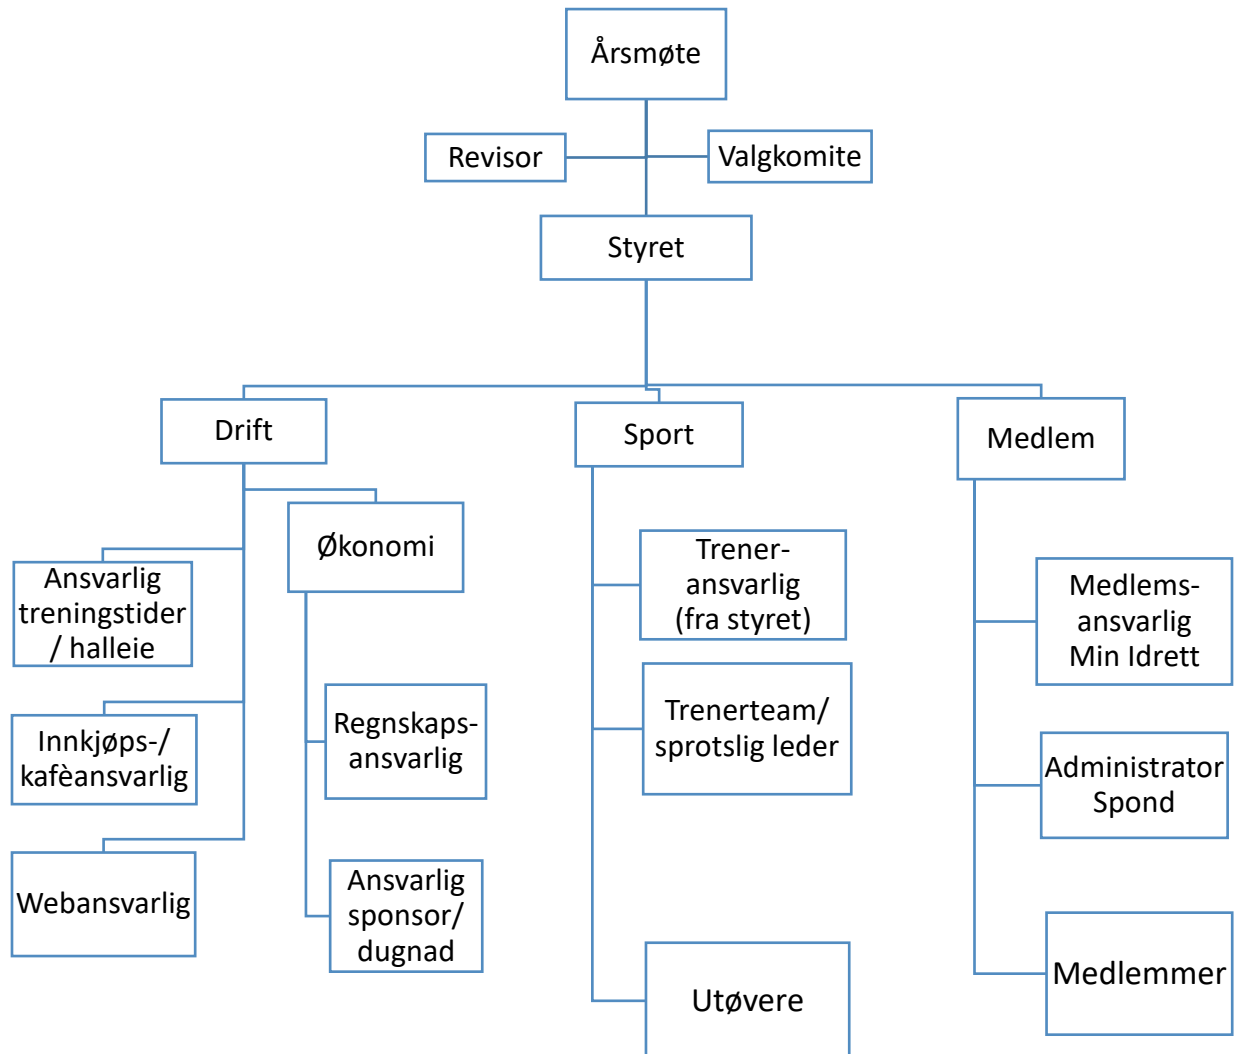 Årsmøte
Revisor
Valgkomite
Styret
Drift
Sport
Medlem
Økonomi
Ansvarlig
treningstider
/ halleie
Innkjøps-/
kafèansvarlig
Webansvarlig
Regnskaps-
ansvarlig
Ansvarlig
sponsor/
dugnad
Trener-
ansvarlig
(fra styret)
Trenerteam/
sprotslig leder
Utøvere
Medlems-
ansvarlig
Min Idrett
Administrator
Spond
Medlemmer